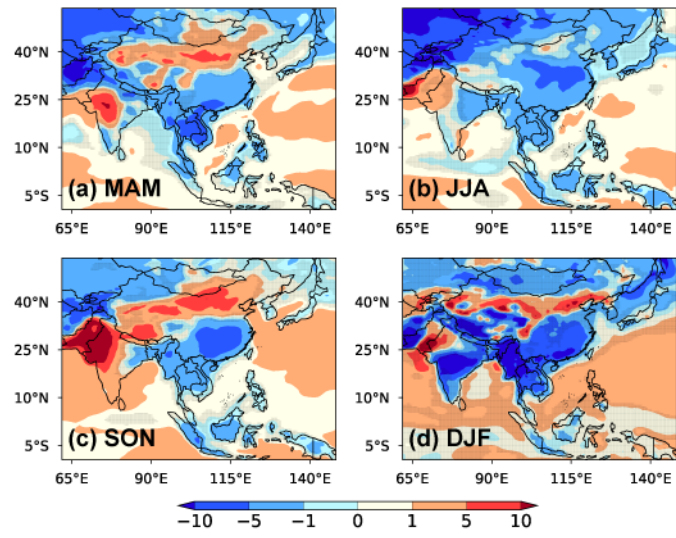 40°N 40°N
25°N 25°N
10°N 10°N
5°S (a) MAM 5°S (b) JJA
65°E 90°E 115°E 140°E 65°E 90°E 115°E 140°E
40°N 40°N
25°N 25°N
10°N 10°N
5°S (c) SON 5°S (d) DJF
65°E 90°E 115°E 140°E 65°E 90°E 115°E 140°E
−10 −5 −1 0 1 5 10